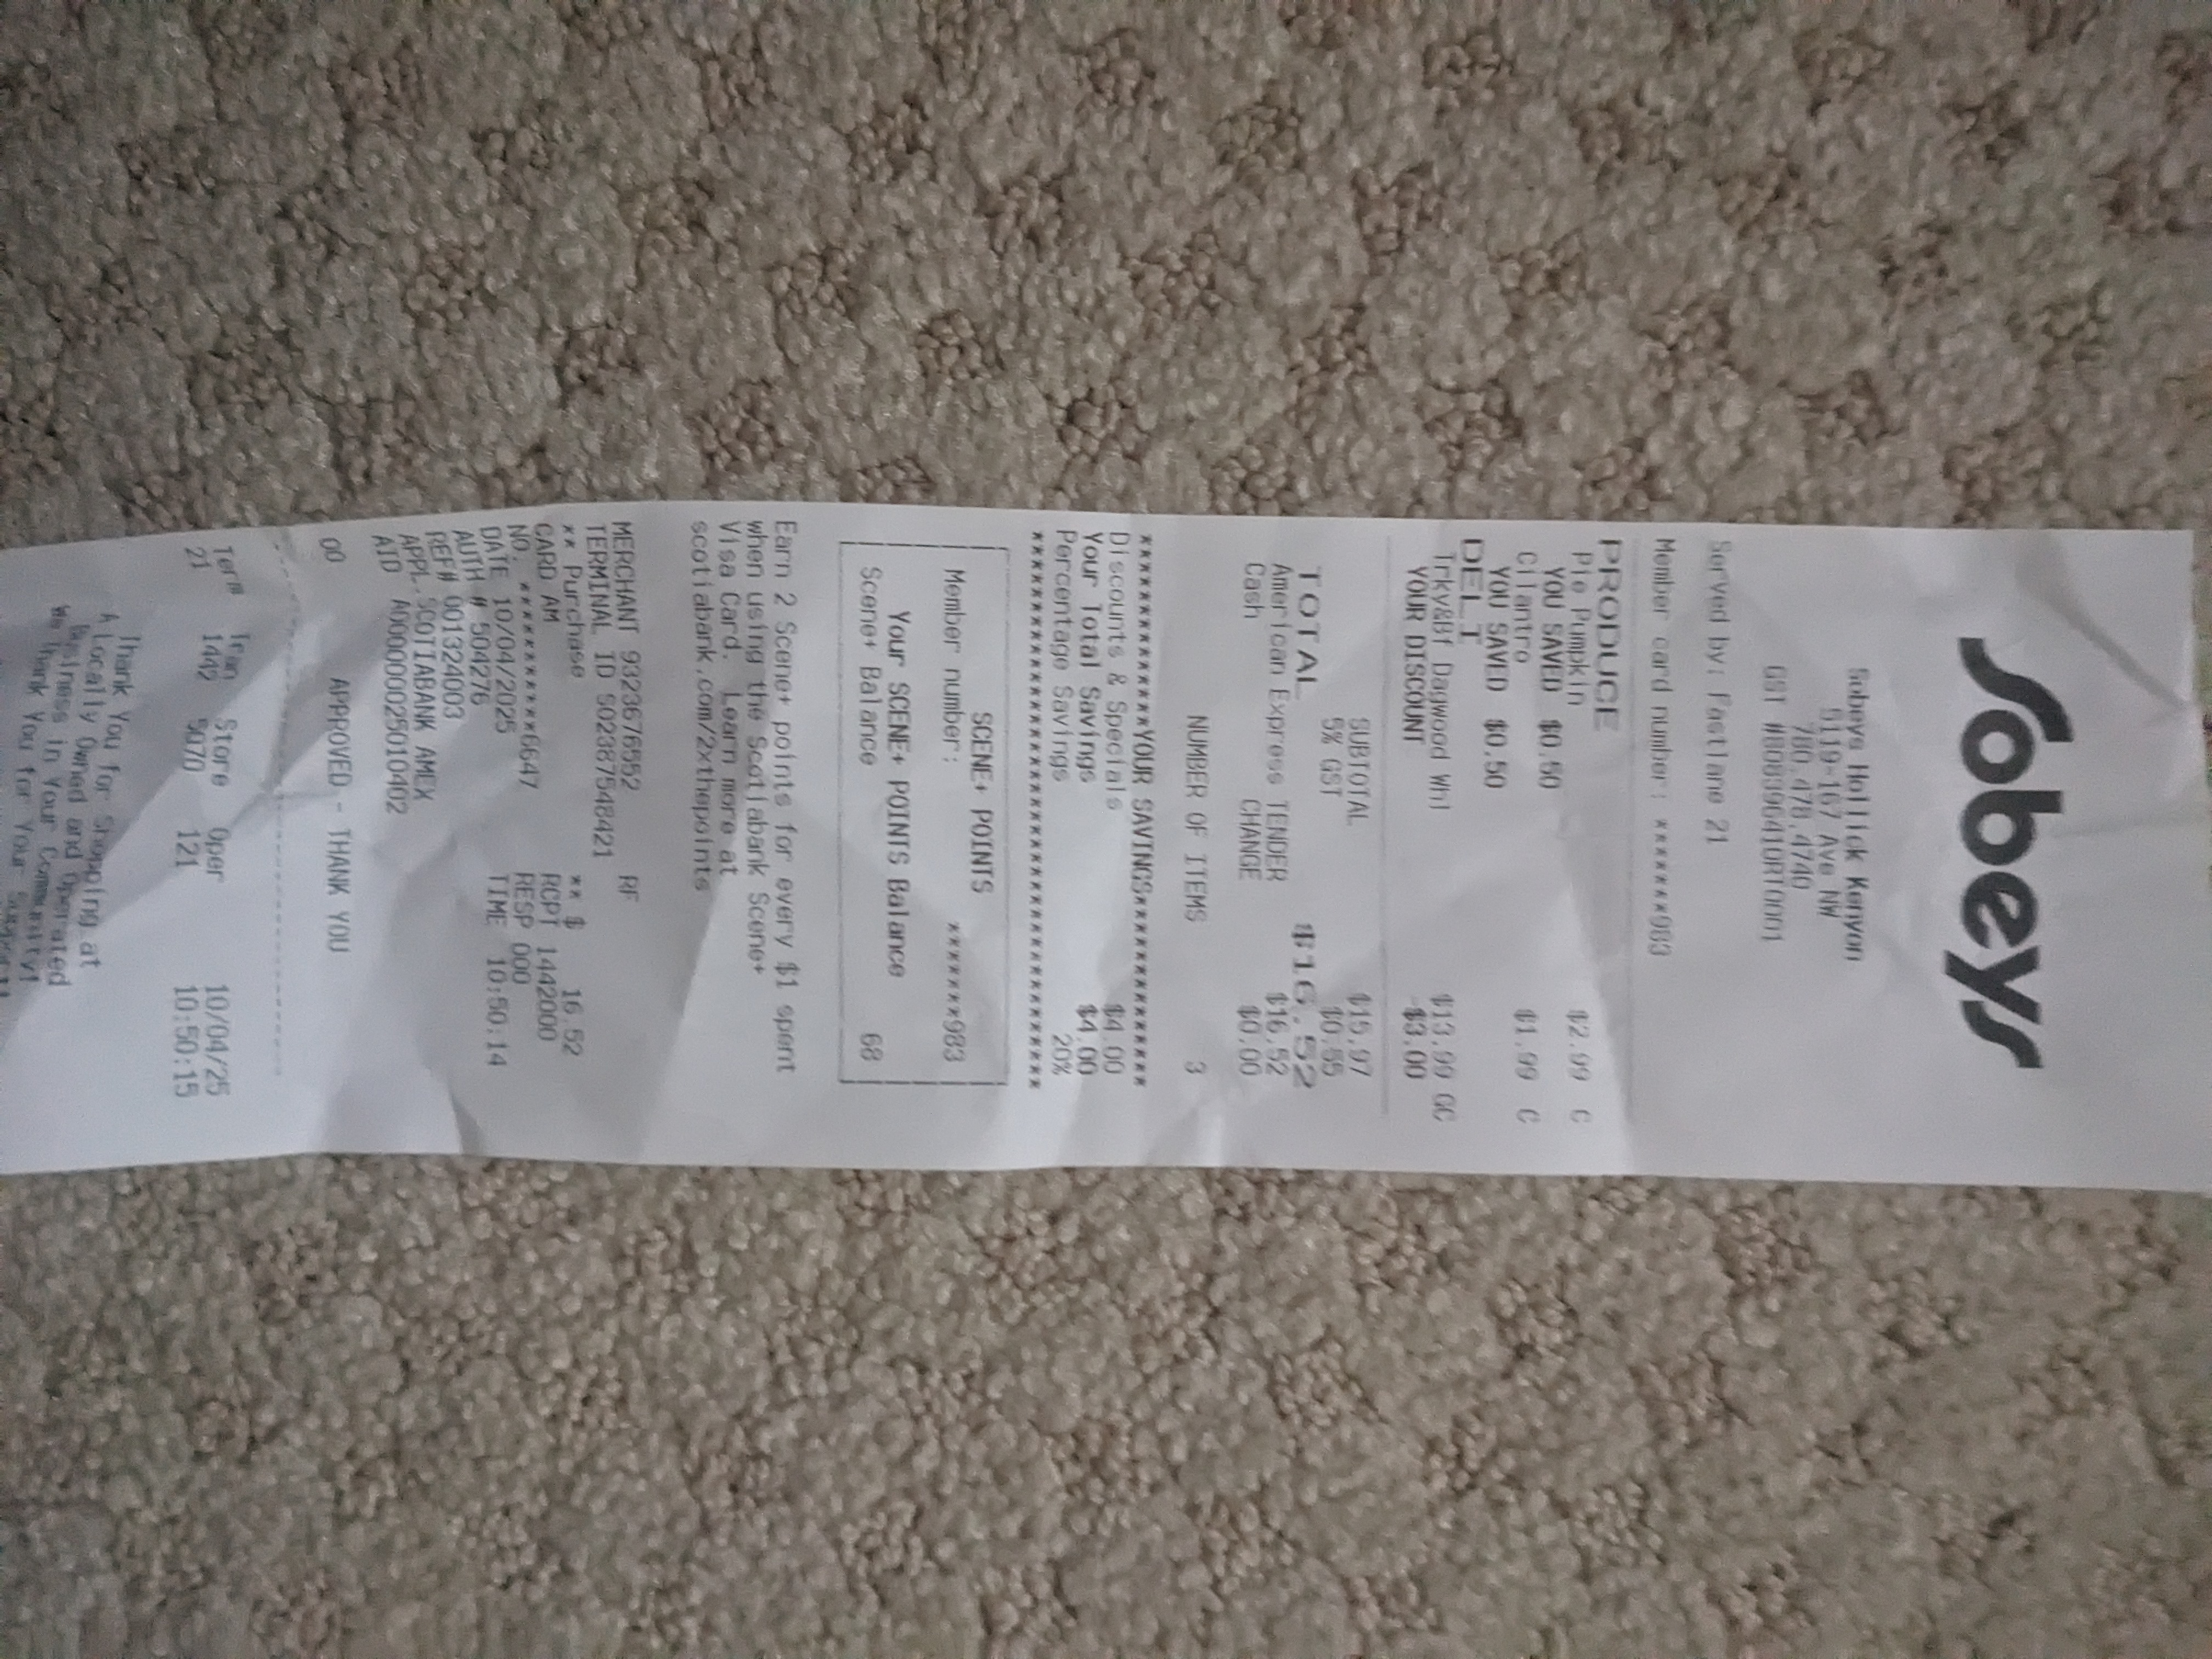 Sobeys
Sobeys Hollick Kenyon
5119-167 Ave NW
780.478.4740
GST #808896410RT0001
Served by: Fastlane 21
Member card number: *******983
PRODUCE
Pie Pumpkin $2.99 C
YOU SAVED $0.50
Cilantro $1.99 C
YOU SAVED $0.50
DELI
Trky&Bf Dagwood Whl $13.99 GC
YOUR DISCOUNT -$3.00
SUBTOTAL $15.97
5% GST $0.55
TOTAL $16.52
American Express TENDER $16.52
Cash CHANGE $0.00
NUMBER OF ITEMS 3
***********YOUR SAVINGS***********
Discounts & Specials $4.00
Your Total Savings $4.00
Percentage Savings 20%
**********************************
SCENE+ POINTS
Member number: *******983
Your SCENE+ POINTS Balance
Scene+ Balance 68
Earn 2 Scene+ points for every $1 spent
when using the Scotiabank Scene+
Visa Card. Learn more at
scotiabank.com/2xthepoints
MERCHANT 93236765552 RF
TERMINAL ID S02387548421
** Purchase ** $ 16.52
CARD AM RCPT 1442000
NO. ************6647 RESP 000
DATE 10/04/2025 TIME 10:50:14
AUTH # 504276
REF# 001324003
APPL. SCOTIABANK AMEX
AID A000000025010402
00 APPROVED - THANK YOU
Term Tran Store Oper 10/04/25
21 1442 5070 121 10:50:15
Thank You for Shopping at
A Locally Owned and Operated
Business in Your Community!
We Thank You for Your